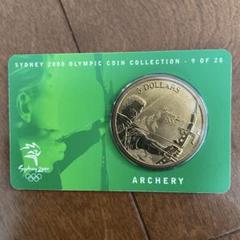 SYDNEY 2000 OLYMPIC COIN COLLECTION - 9 OF 28
5 DOLLARS
Sydney 2000
ARCHERY